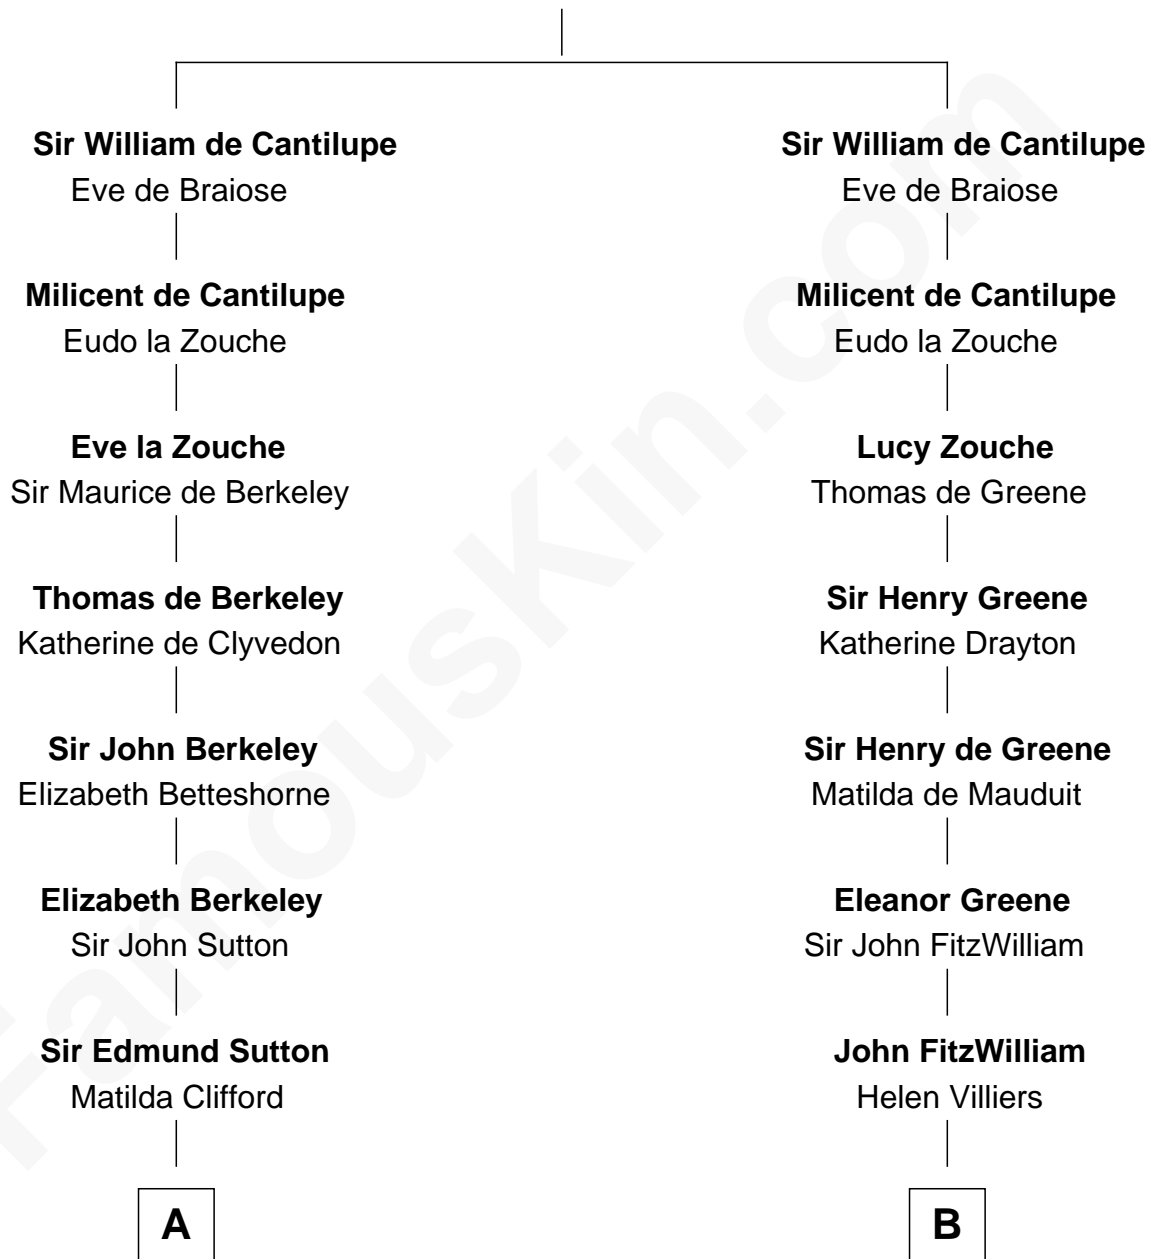 Sir William de Cantilupe Sir William de Cantilupe
Eve de Braiose Eve de Braiose
Milicent de Cantilupe Milicent de Cantilupe
Eudo la Zouche Eudo la Zouche
Eve la Zouche Lucy Zouche
Sir Maurice de Berkeley Thomas de Greene
Thomas de Berkeley Sir Henry Greene
Katherine de Clyvedon Katherine Drayton
Sir John Berkeley Sir Henry de Greene
Elizabeth Betteshorne Matilda de Mauduit
Elizabeth Berkeley Eleanor Greene
Sir John Sutton Sir John FitzWilliam
Sir Edmund Sutton John FitzWilliam
Matilda Clifford Helen Villiers
A B
FamousKin.com